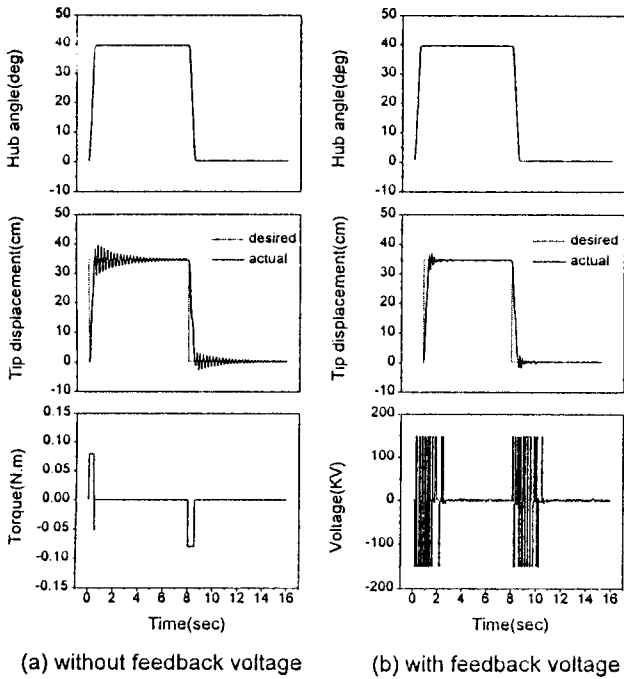 50
40
30
20
10
0
-10
Hub angle(deg)
50
40
30
20
10
0
-10
Hub angle(deg)
50
40
30
20
10
0
-10
Tip displacement(cm)
desired
actual
50
40
30
20
10
0
-10
Tip displacement(cm)
desired
actual
0.15
0.10
0.05
0.00
-0.05
-0.10
-0.15
Torque(N.m)
0 2 4 6 8 10 12 14 16
Time(sec)
200
100
0
-100
-200
Voltage(KV)
0 2 4 6 8 10 12 14 16
Time(sec)
(a) without feedback voltage
(b) with feedback voltage